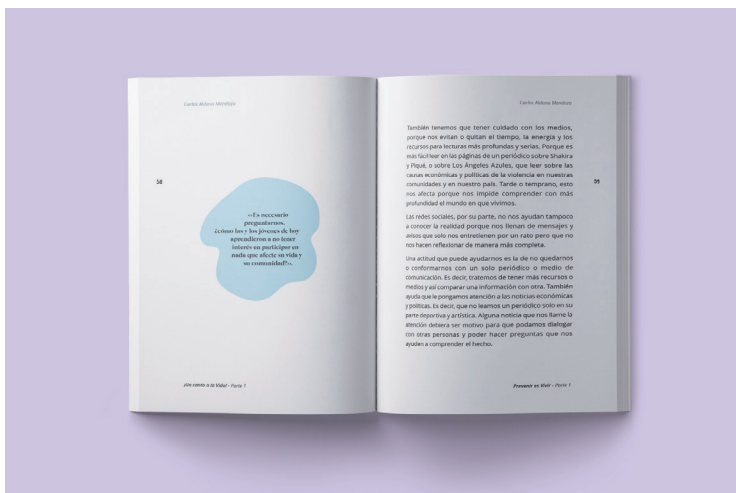 Carlos Aldana Mendoza
58
«Es necesario
preguntarnos,
¿cómo las y los jóvenes de hoy
aprendieron a no tener
interés en participar en
nada que afecte su vida y
su comunidad?».
¡Un canto a la Vida! - Parte 1
Carlos Aldana Mendoza
También tenemos que tener cuidado con los medios,
porque nos evitan o quitan el tiempo, la energía y los
recursos para lecturas más profundas y serias. Porque es
más fácil leer en las páginas de un periódico sobre Shakira
y Piqué, o sobre Los Ángeles Azules, que leer sobre las
causas económicas y políticas de la violencia en nuestras
comunidades y en nuestro país. Tarde o temprano, esto
nos afecta porque nos impide comprender con más
profundidad el mundo en que vivimos.
59
Las redes sociales, por su parte, no nos ayudan tampoco
a conocer la realidad porque nos llenan de mensajes y
avisos que solo nos entretienen por un rato pero que no
nos hacen reflexionar de manera más completa.
Una actitud que puede ayudarnos es la de no quedarnos
o conformarnos con un solo periódico o medio de
comunicación. Es decir, tratemos de tener más recursos o
medios y así comparar una información con otra. También
ayuda que le pongamos atención a las noticias económicas
y políticas. Es decir, que no leamos un periódico solo en su
parte deportiva y artística. Alguna noticia que nos llame la
atención debiera ser motivo para que podamos dialogar
con otras personas y poder hacer preguntas que nos
ayuden a comprender el hecho.
Prevenir es Vivir - Parte 1